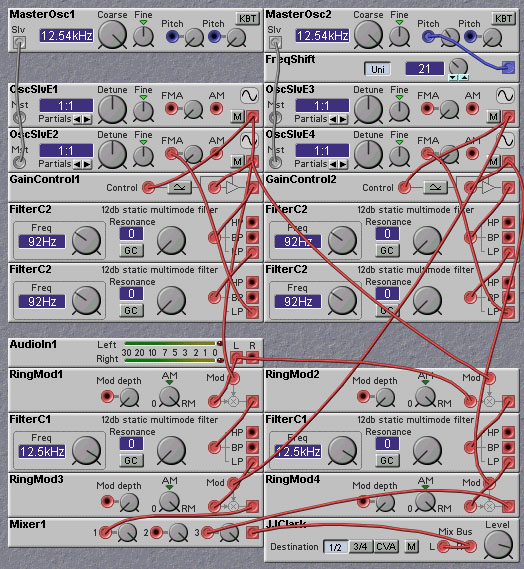 MasterOsc1
Slv
12.54kHz
Coarse
Fine
Pitch
Pitch
KBT
MasterOsc2
Slv
12.54kHz
Coarse
Fine
Pitch
Pitch
KBT
FreqShift
Uni
21
OscSlvE1
Mst
1:1
Partials
Detune
Fine
FMA
AM
M
OscSlvE3
Mst
1:1
Partials
Detune
Fine
FMA
AM
M
OscSlvE2
Mst
1:1
Partials
Detune
Fine
FMA
AM
M
OscSlvE4
Mst
1:1
Partials
Detune
Fine
FMA
AM
M
GainControl1
Control
GainControl2
Control
FilterC2
12db static multimode filter
Freq
92Hz
Resonance
0
GC
HP
BP
LP
FilterC2
12db static multimode filter
Freq
92Hz
Resonance
0
GC
HP
BP
LP
FilterC2
12db static multimode filter
Freq
92Hz
Resonance
0
GC
HP
BP
LP
FilterC2
12db static multimode filter
Freq
92Hz
Resonance
0
GC
HP
BP
LP
AudioIn1
Left
30 20 10 7 5 3 2 1 0
Right
L R
RingMod1
Mod depth
AM
0 RM
Mod
RingMod2
Mod depth
AM
0 RM
Mod
FilterC1
12db static multimode filter
Freq
12.5kHz
Resonance
0
GC
HP
BP
LP
FilterC1
12db static multimode filter
Freq
12.5kHz
Resonance
0
GC
HP
BP
LP
RingMod3
Mod depth
AM
0 RM
Mod
RingMod4
Mod depth
AM
0 RM
Mod
Mixer1
1 2 3
JJClark
Destination
1/2 3/4 CVA
M
Mix Bus
L R
Level